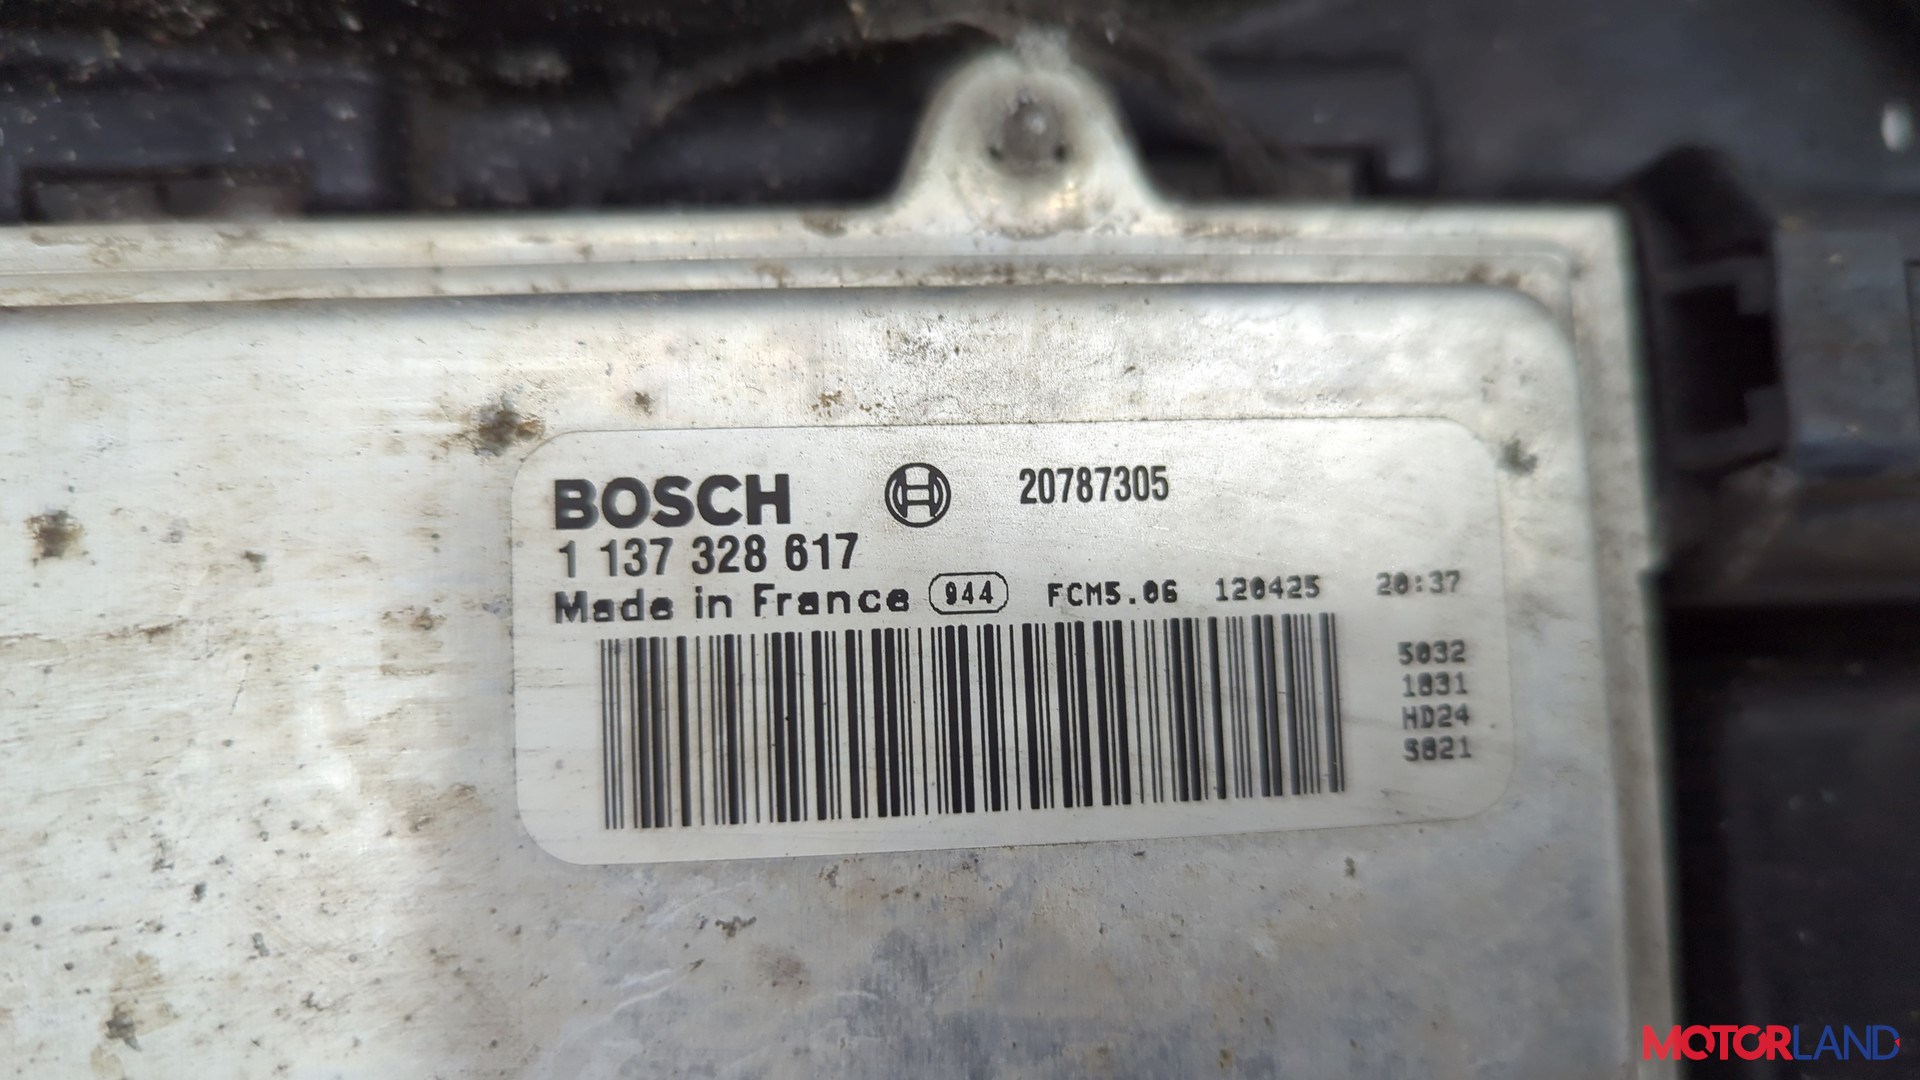 BOSCH 20787305
1 137 328 617
Made in France 944 FCM5.06 120425 20:37
5032
1831
HD24
S821
MOTORLAND